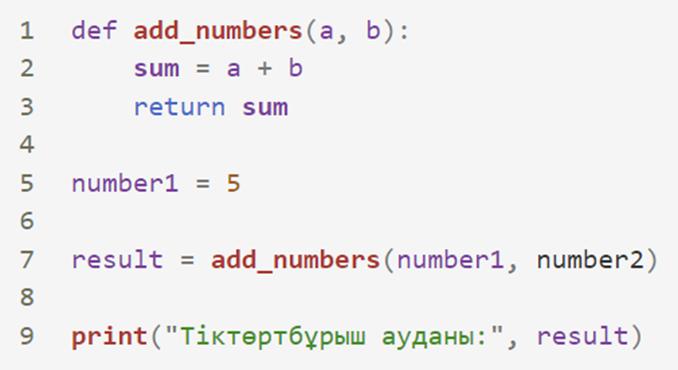 1 def add_numbers(a, b):
2     sum = a + b
3     return sum
4
5 number1 = 5
6
7 result = add_numbers(number1, number2)
8
9 print("Тіктөртбұрыш ауданы:", result)